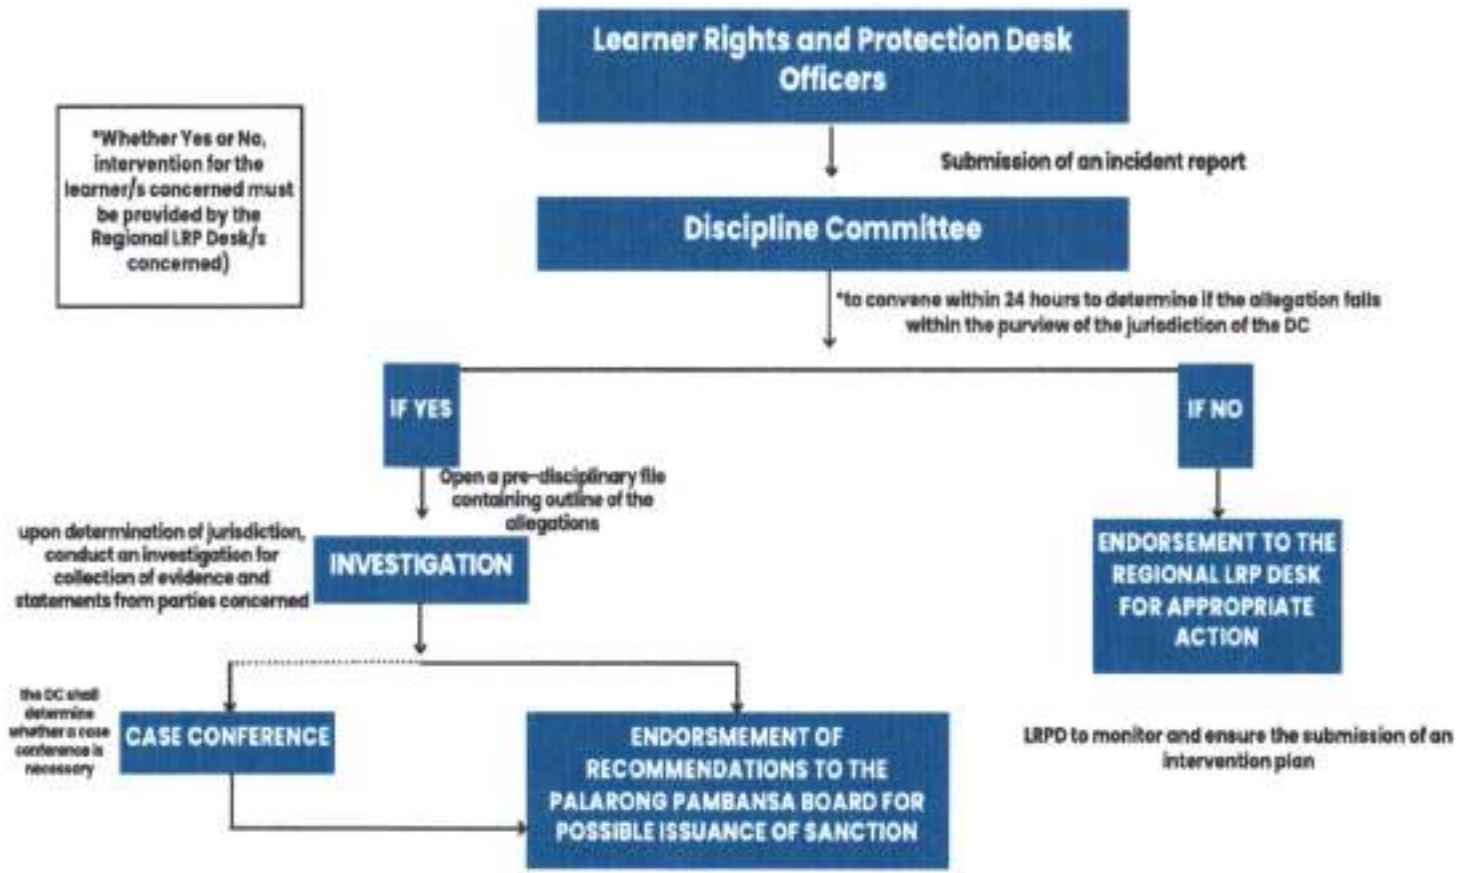 Learner Rights and Protection Desk
Officers
*Whether Yes or No,
intervention for the
learner/s concerned must
be provided by the
Regional LRP Desk/s
concerned)
Submission of an incident report
Discipline Committee
*to convene within 24 hours to determine if the allegation falls
within the purview of the jurisdiction of the DC
IF YES
IF NO
Open a pre-disciplinary file
containing outline of the
allegations
upon determination of jurisdiction,
conduct an investigation for
collection of evidence and
statements from parties concerned
INVESTIGATION
ENDORSEMENT TO THE
REGIONAL LRP DESK
FOR APPROPRIATE
ACTION
the DC shall
determine
whether a case
conference is
necessary
CASE CONFERENCE
ENDORSMEMENT OF
RECOMMENDATIONS TO THE
PALARONG PAMBANSA BOARD FOR
POSSIBLE ISSUANCE OF SANCTION
LRPD to monitor and ensure the submission of an
intervention plan